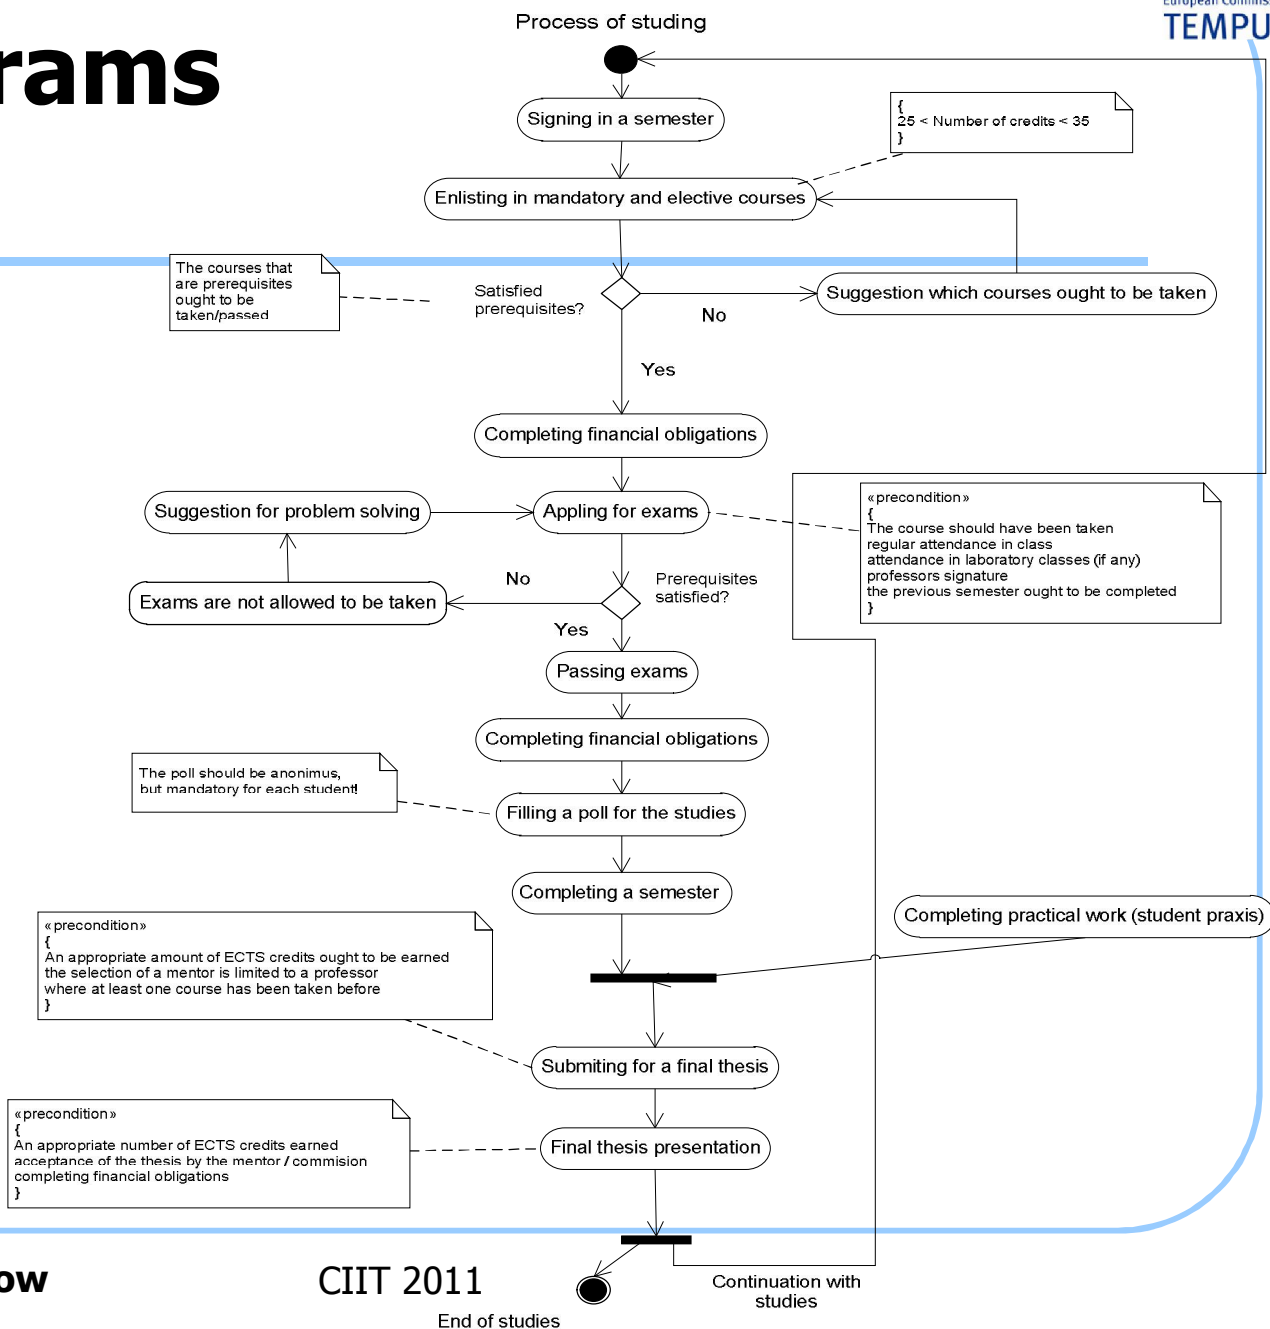 Process of studing
European Commis
TEMPU
rams
Signing in a semester
{
25 < Number of credits < 35
}
Enlisting in mandatory and elective courses
The courses that
are prerequisites
ought to be
taken/passed
Satisfied
prerequisites?
No
Suggestion which courses ought to be taken
Yes
Completing financial obligations
Suggestion for problem solving
Appling for exams
«precondition»
{
The course should have been taken
regular attendance in class
attendance in laboratory classes (if any)
professors signature
the previous semester ought to be completed
}
No
Prerequisites
satisfied?
Exams are not allowed to be taken
Yes
Passing exams
Completing financial obligations
The poll should be anonimus,
but mandatory for each student!
Filling a poll for the studies
Completing a semester
Completing practical work (student praxis)
«precondition»
{
An appropriate amount of ECTS credits ought to be earned
the selection of a mentor is limited to a professor
where at least one course has been taken before
}
Submiting for a final thesis
«precondition»
{
An appropriate number of ECTS credits earned
acceptance of the thesis by the mentor / commision
completing financial obligations
}
Final thesis presentation
ow
CIIT 2011
Continuation with
studies
End of studies